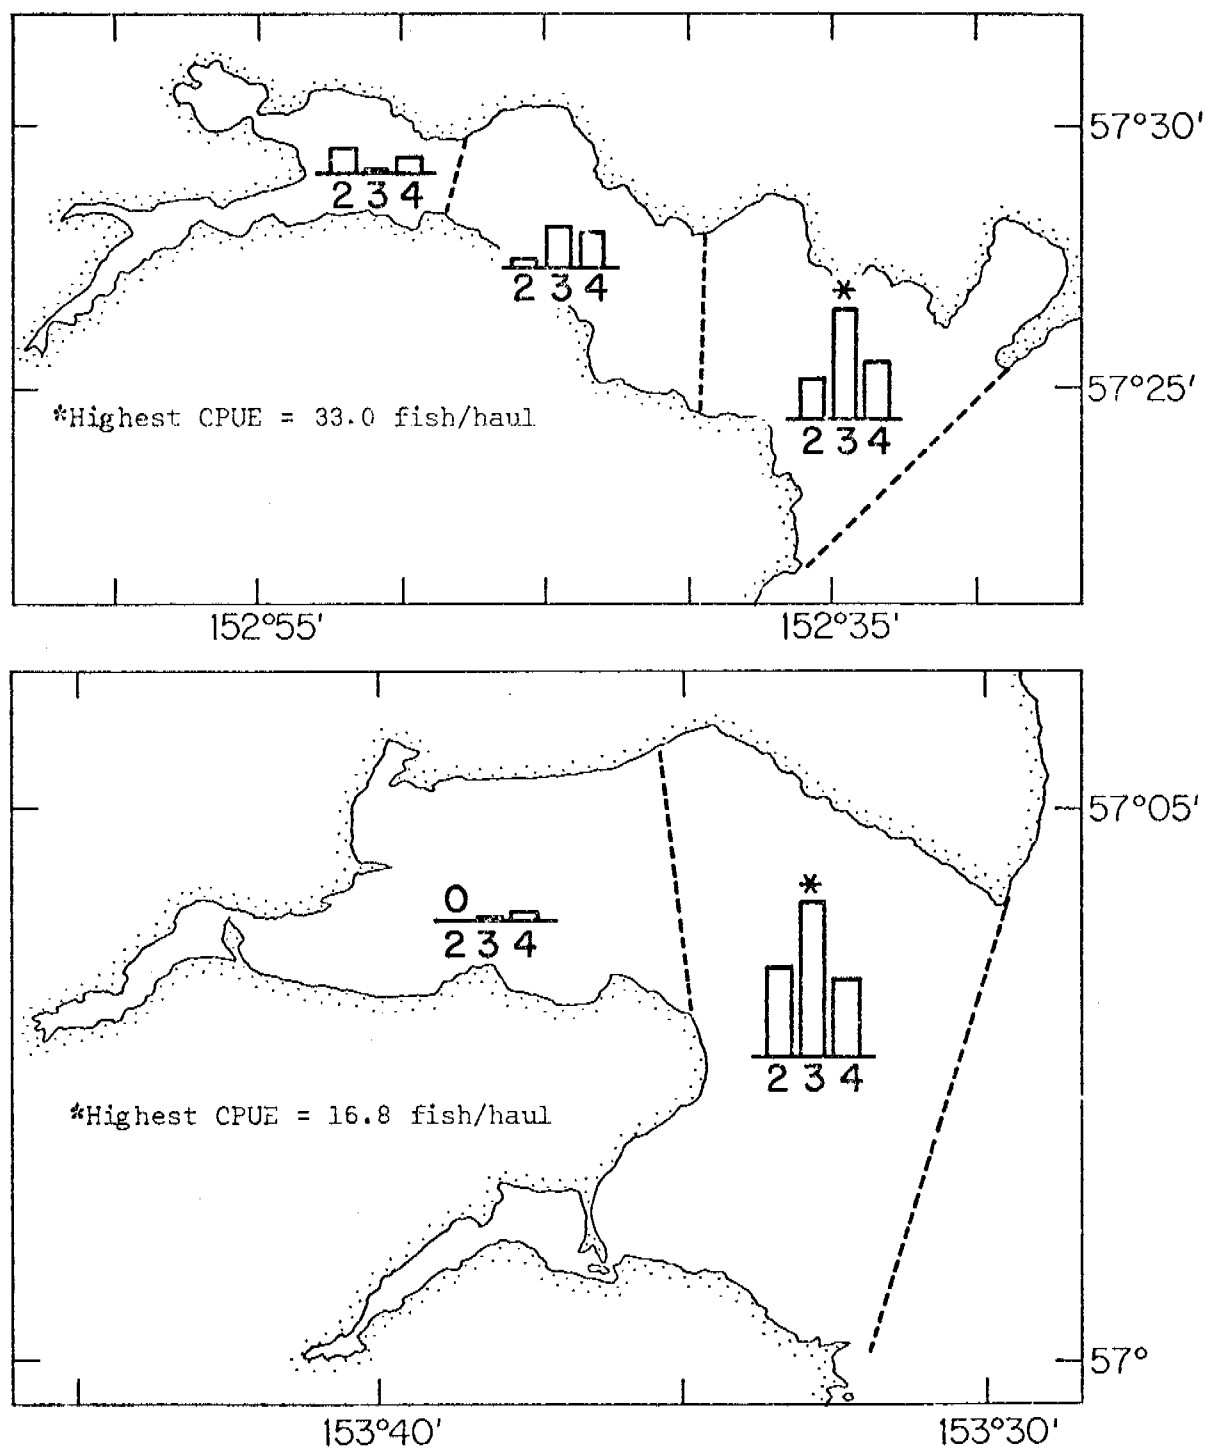 57°30'
2 3 4
2 3 4
*
57°25'
*Highest CPUE = 33.0 fish/haul
2 3 4
152°55'
152°35'
57°05'
*
0
2 3 4
2 3 4
*Highest CPUE = 16.8 fish/haul
57°
153°40'
153°30'